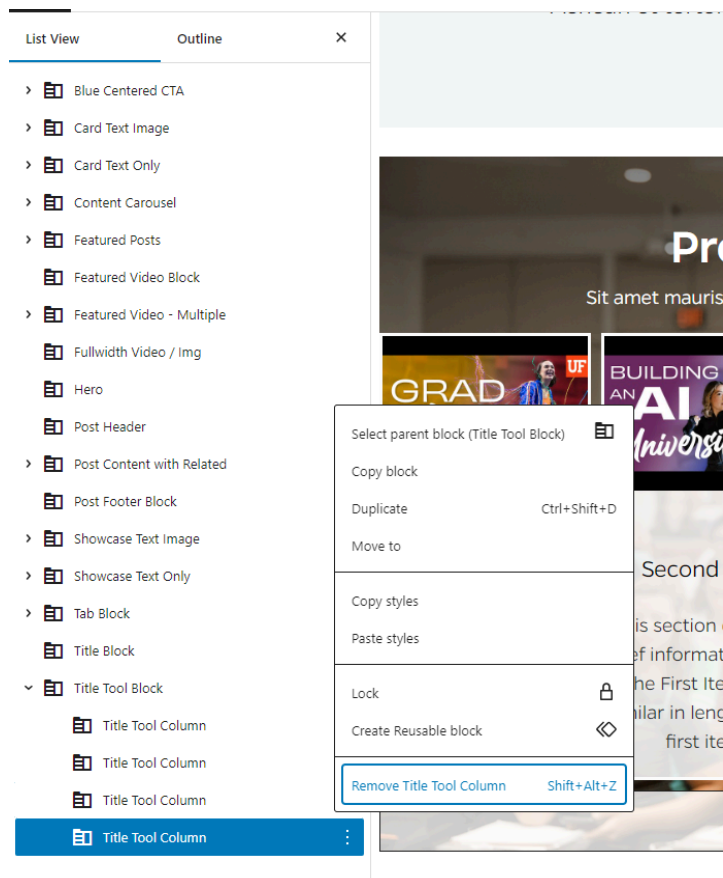 List View
Outline
Blue Centered CTA
Card Text Image
Card Text Only
Content Carousel
Featured Posts
Featured Video Block
Featured Video - Multiple
Fullwidth Video / Img
Hero
Post Header
Post Content with Related
Post Footer Block
Showcase Text Image
Showcase Text Only
Tab Block
Title Block
Title Tool Block
Title Tool Column
Title Tool Column
Title Tool Column
Title Tool Column
Select parent block (Title Tool Block)
Copy block
Duplicate Ctrl+Shift+D
Move to
Copy styles
Paste styles
Lock
Create Reusable block
Remove Title Tool Column Shift+Alt+Z
Sit amet mauris
GRAD
UF
BUILDING
AN
AI
Second
is section
informat
he First Ite
ilar in leng
first ite